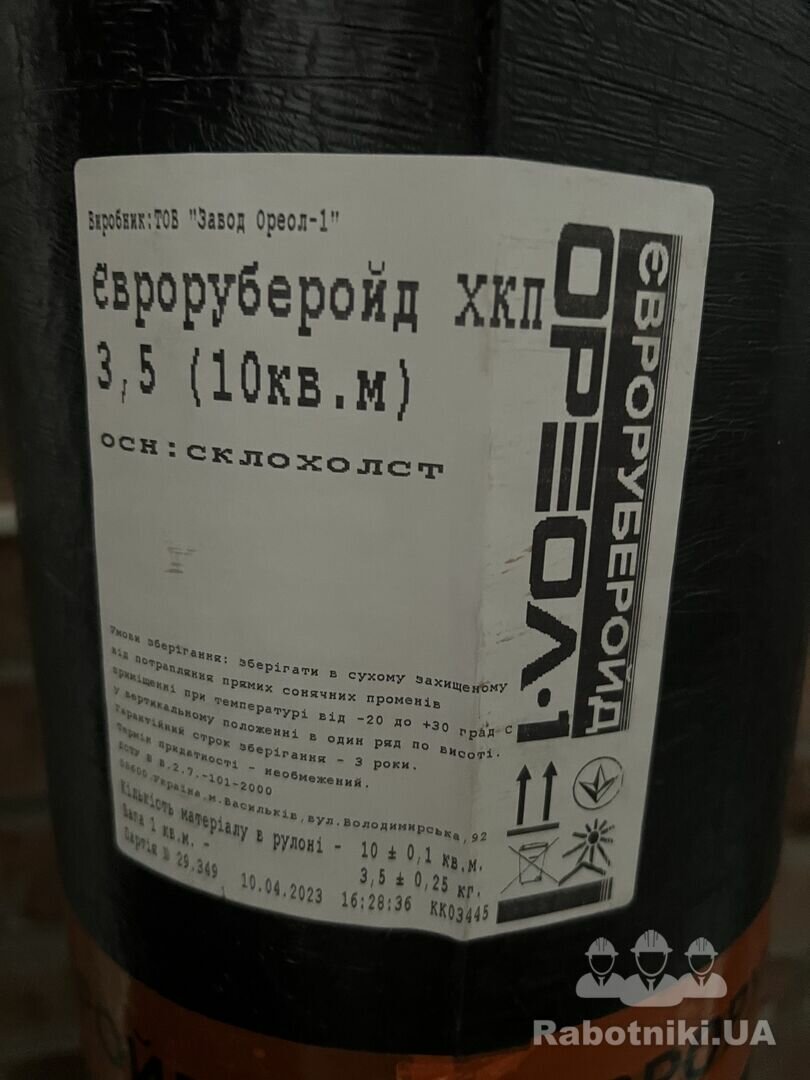 Виробник:ТОВ "Завод Ореол-1"
Євроруберойд ХКП
3,5 (10кв.м)
осн:склохолст
Умови зберігання: зберігати в сухому захищеному
від потрапляння прямих сонячних променів
приміщенні при температурі від -20 до +30 град С
у вертикальному положенні в один ряд по висоті.
Гарантійний строк зберігання - 3 роки.
Термін придатності - необмежений.
ДСТУ Б В.2.7.-101-2000
08600 Україна,м.Васильків,вул.Володимирська,92
Кількість матеріалу в рулоні - 10 ± 0,1 кв.м.
Вага 1 кв.м. - 3,5 ± 0,25 кг.
Партія № 29.349 10.04.2023 16:28:36 КК03445
ОРЕОЛ·1
ЄВРОРУБЕРОЙД
Rabotniki.UA